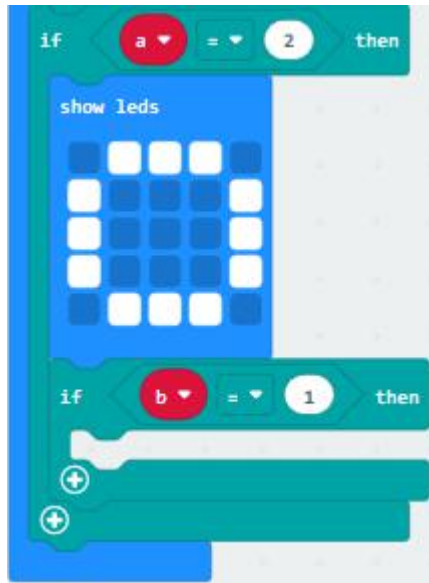 if a = 2 then
show leds
if b = 1 then